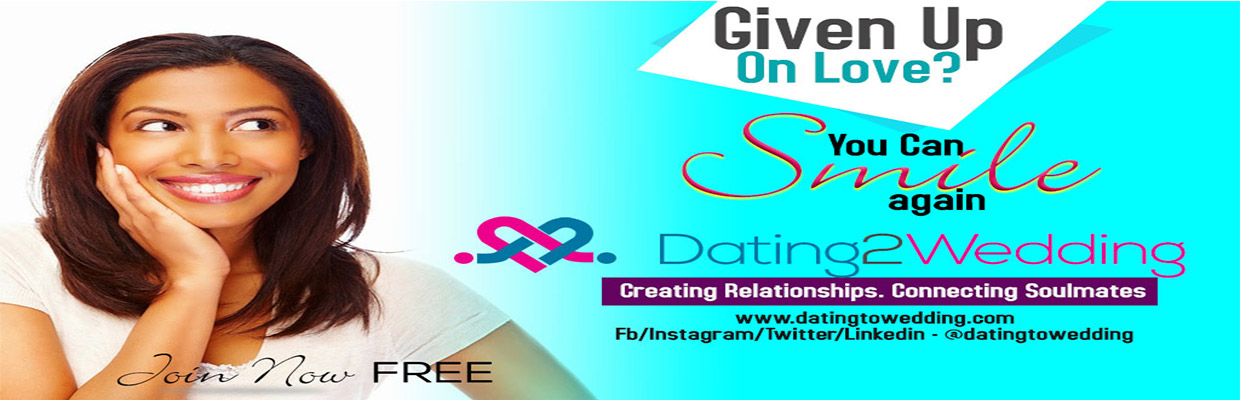 Given Up
On Love?
You Can
Smile
again
Dating2Wedding
Creating Relationships. Connecting Soulmates
www.datingtowedding.com
Fb/Instagram/Twitter/Linkedin - @datingtowedding
Join Now FREE